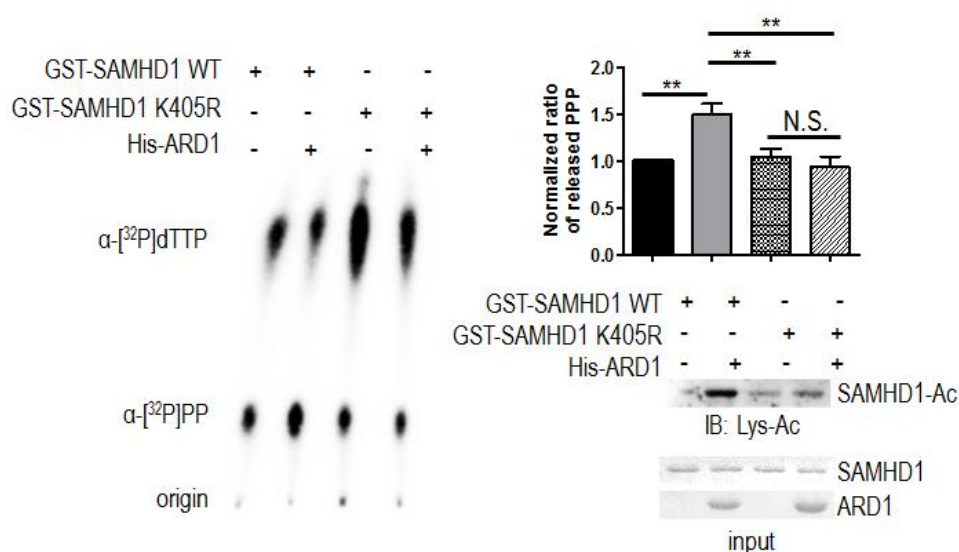 GST-SAMHD1 WT + + - -
GST-SAMHD1 K405R - - + +
His-ARD1 - + - +
α-[³²P]dTTP
α-[³²P]PP
origin
Normalized ratio
of released PPP
2.0
1.5
1.0
0.5
0.0
**
**
**
N.S.
GST-SAMHD1 WT + + - -
GST-SAMHD1 K405R - - + +
His-ARD1 - + - +
SAMHD1-Ac
IB: Lys-Ac
SAMHD1
ARD1
input